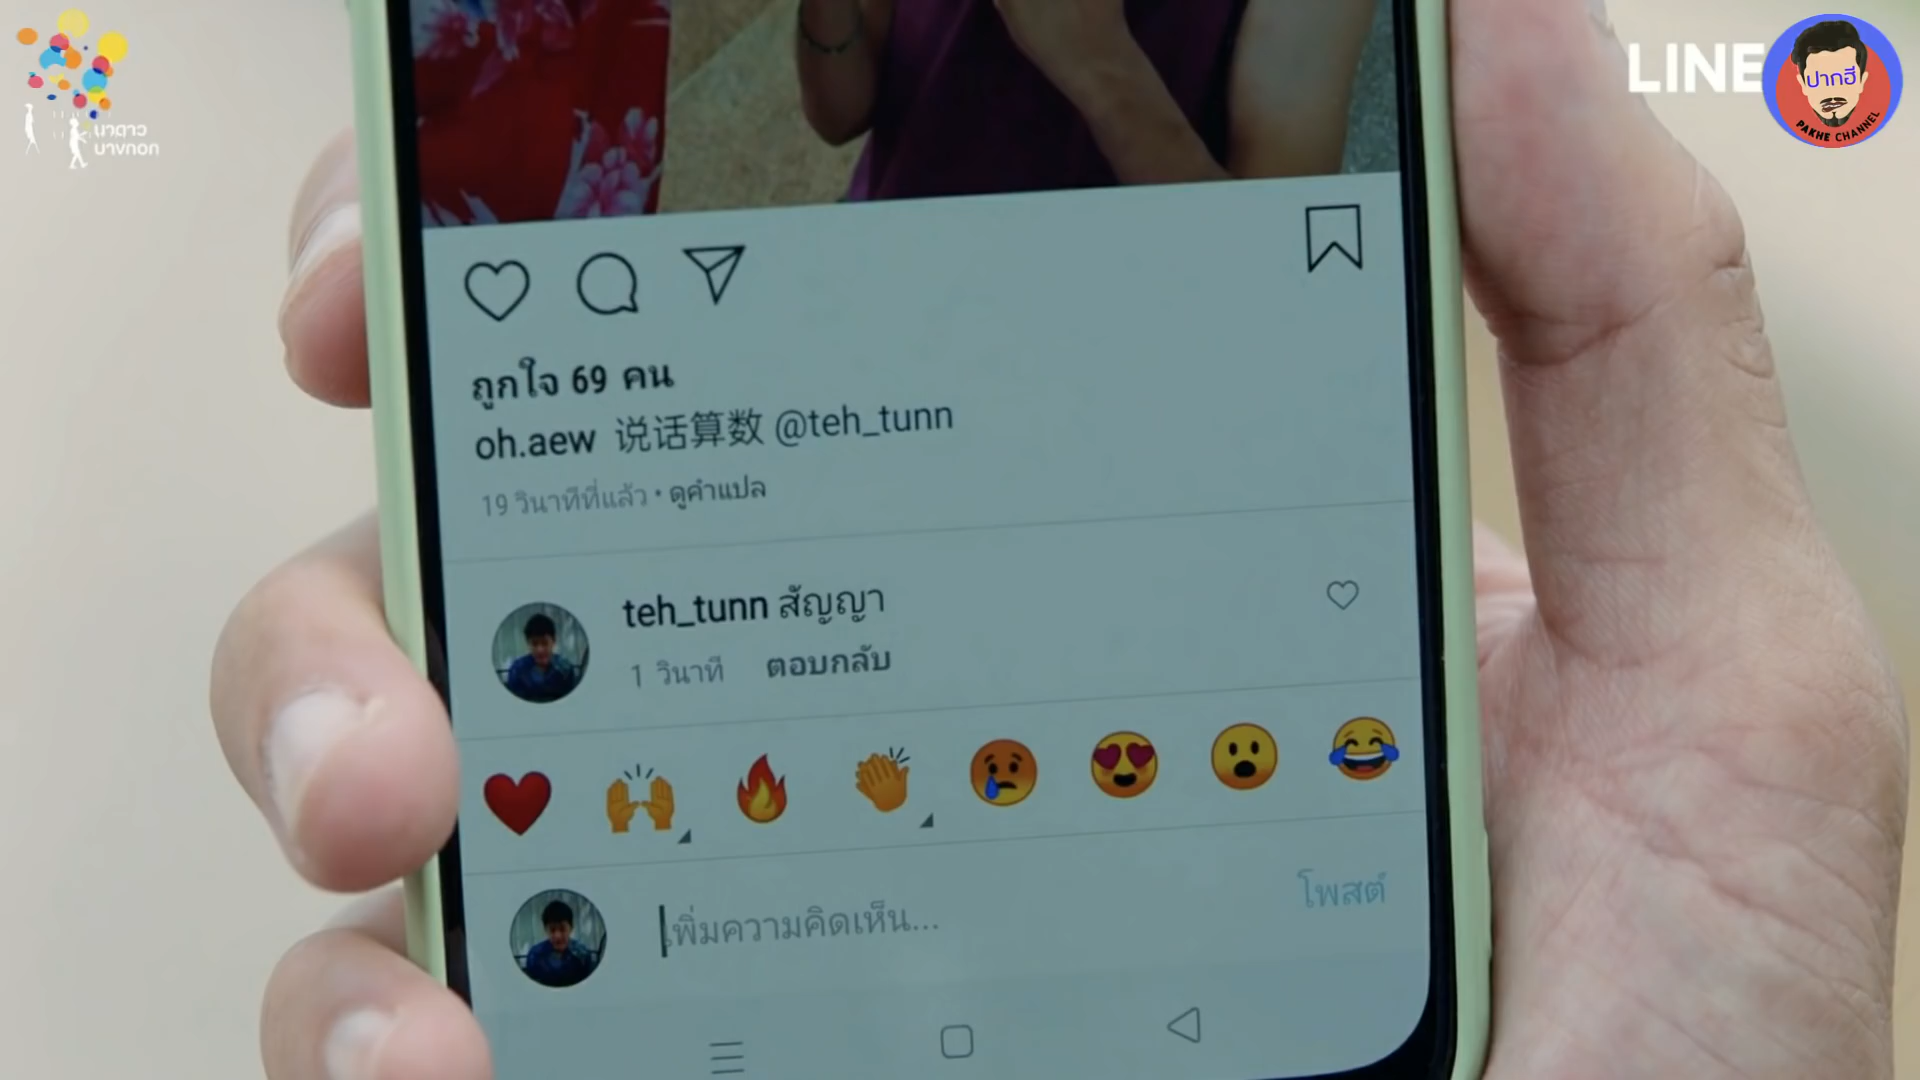 นาดาว
บางกอก
LINE
ปากฮี
PAKHE CHANNEL
ถูกใจ 69 คน
oh.aew 说话算数 @teh_tunn
19 วินาทีที่แล้ว • ดูคำแปล
teh_tunn สัญญา
1 วินาที ตอบกลับ
เพิ่มความคิดเห็น...
โพสต์